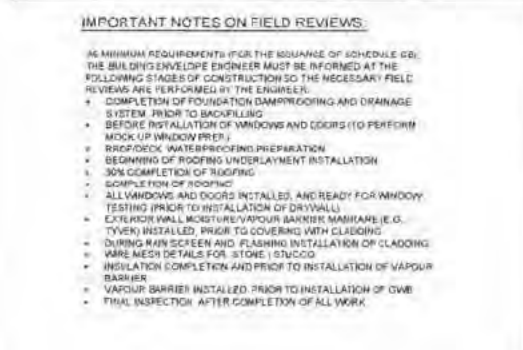 IMPORTANT NOTES ON FIELD REVIEWS:
AS MINIMUM REQUIREMENTS (FOR THE ISSUANCE OF SCHEDULE CB)
THE BUILDING ENVELOPE ENGINEER MUST BE INFORMED AT THE
FOLLOWING STAGES OF CONSTRUCTION SO THE NECESSARY FIELD
REVIEWS ARE PERFORMED BY THE ENGINEER:
• COMPLETION OF FOUNDATION DAMPPROOFING AND DRAINAGE
SYSTEM, PRIOR TO BACKFILLING
• BEFORE INSTALLATION OF WINDOWS AND DOORS (TO PERFORM
MOCK UP WINDOW PREP.)
• ROOF/DECK WATERPROOFING PREPARATION
• BEGINNING OF ROOFING UNDERLAYMENT INSTALLATION
• 30% COMPLETION OF ROOFING
• COMPLETION OF ROOFING
• ALL WINDOWS AND DOORS INSTALLED, AND READY FOR WINDOW
TESTING (PRIOR TO INSTALLATION OF DRYWALL)
• EXTERIOR WALL MOISTURE/VAPOUR BARRIER (E.G.
TYVEK) INSTALLED, PRIOR TO COVERING WITH CLADDING
• DURING RAIN SCREEN AND FLASHING INSTALLATION OF CLADDING
• WIRE MESH DETAILS FOR STONE / STUCCO
• INSULATION COMPLETION AND PRIOR TO INSTALLATION OF VAPOUR
BARRIER
• VAPOUR BARRIER INSTALLED, PRIOR TO INSTALLATION OF GWB
• FINAL INSPECTION AFTER COMPLETION OF ALL WORK